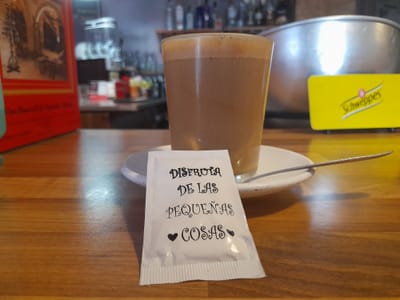 DISFRUTA
DE LAS
PEQUEÑAS
♥ COSAS ♥
Schweppes